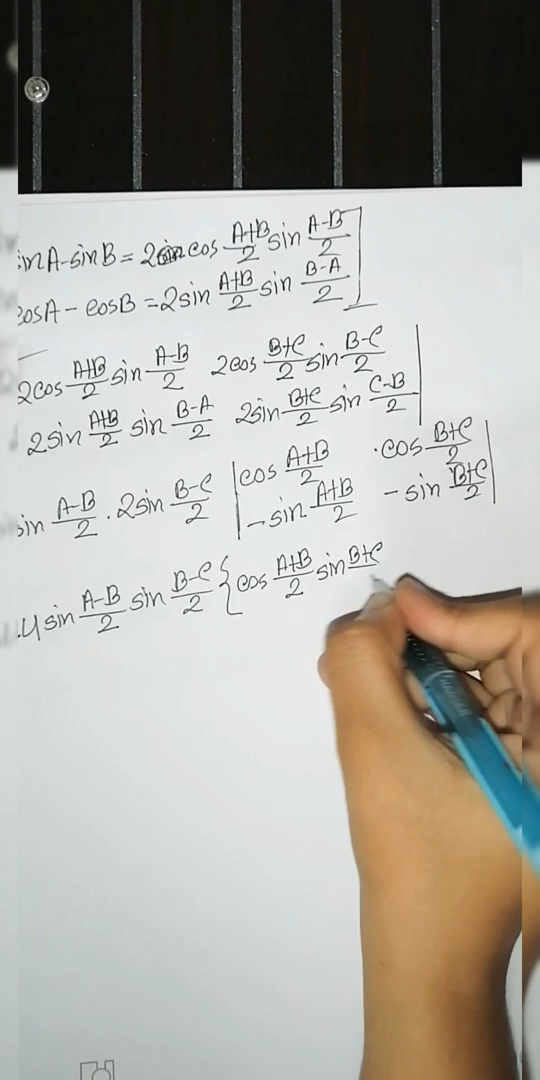 inA-sinB = 2cos A+B/2 sin A-B/2
cosA - cosB = 2sin A+B/2 sin B-A/2
2cos A+B/2 sin A-B/2 2cos B+C/2 sin B-C/2
2sin A+B/2 sin B-A/2 2sin B+C/2 sin C-B/2
sin A-B/2 . 2sin B-C/2 | cos A+B/2 . cos B+C/2 |
-sin A+B/2 - sin B+C/2
.4 sin A-B/2 sin B-C/2 { cos A+B/2 sin B+C